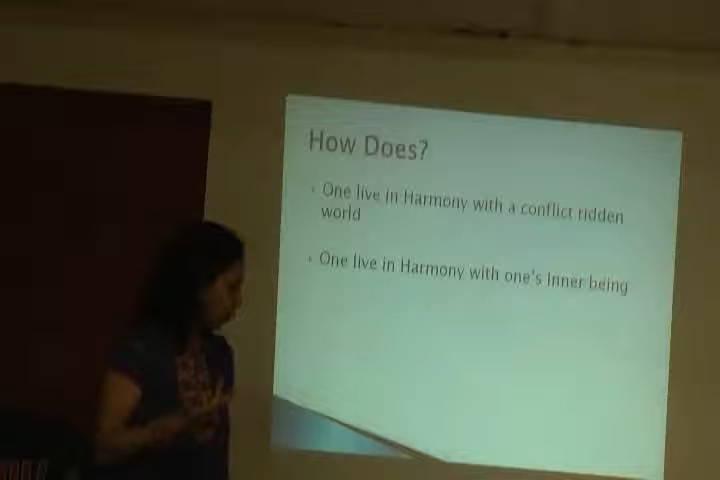 How Does?
One live in Harmony with a conflict ridden
world
One live in Harmony with one's Inner being